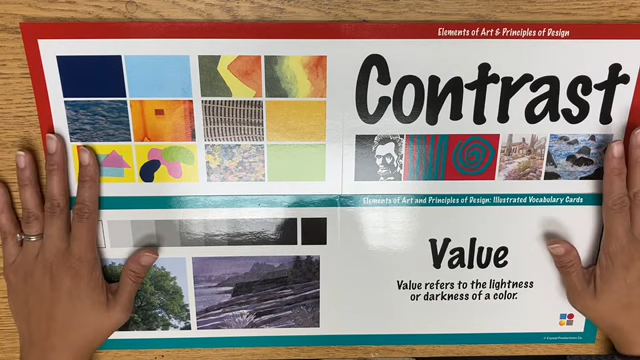 Elements of Art & Principles of Design
Contrast
Elements of Art and Principles of Design: Illustrated Vocabulary Cards
Value
Value refers to the lightness
or darkness of a color.